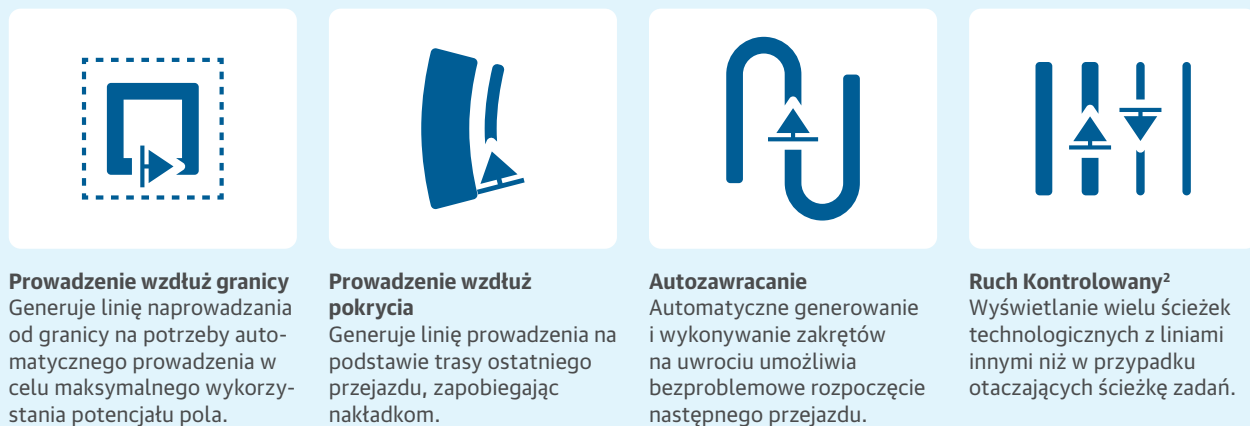 Prowadzenie wzdłuż granicy
Generuje linię naprowadzania
od granicy na potrzeby auto-
matycznego prowadzenia w
celu maksymalnego wykorzy-
stania potencjału pola.
Prowadzenie wzdłuż
pokrycia
Generuje linię prowadzenia na
podstawie trasy ostatniego
przejazdu, zapobiegając
nakładkom.
Autozawracanie
Automatyczne generowanie
i wykonywanie zakrętów
na uwrociu umożliwia
bezproblemowe rozpoczęcie
następnego przejazdu.
Ruch Kontrolowany²
Wyświetlanie wielu ścieżek
technologicznych z liniami
innymi niż w przypadku
otaczających ścieżkę zadań.